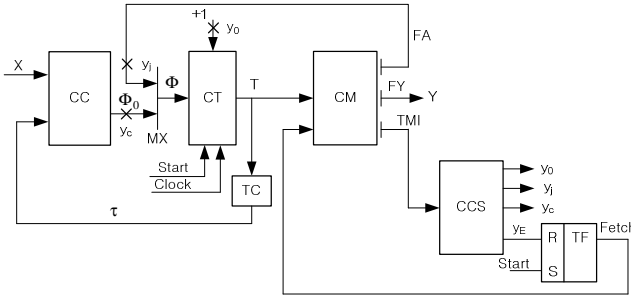 +1
y0
FA
X
yj
Φ
T
FY
CC
Φ0
CT
CM
Y
yc
MX
TMI
Start
Clock
TC
y0
yj
CCS
yc
τ
yE
Fetch
R
TF
Start
S